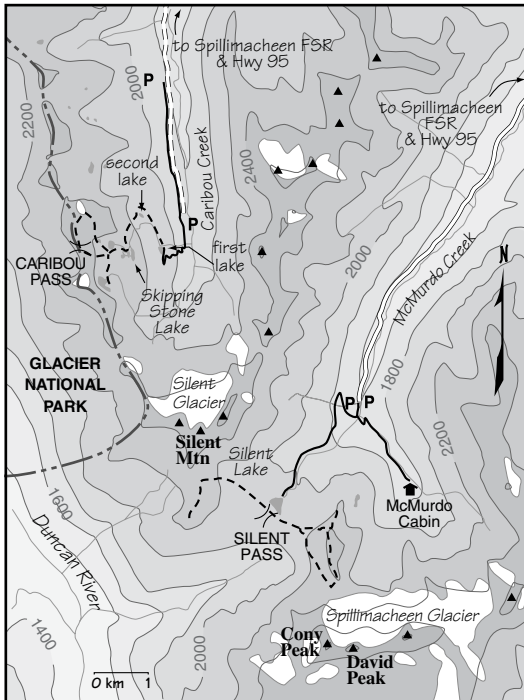 to Spillimacheen FSR
& Hwy 95
to Spillimacheen
FSR
& Hwy 95
2200
2000
P
Caribou Creek
2400
second
lake
P
first
lake
CARIBOU
PASS
Skipping
Stone
Lake
2000
McMurdo Creek
N
1800
GLACIER
NATIONAL
PARK
Silent
Glacier
P P
2200
Silent
Mtn
Silent
Lake
1600
McMurdo
Cabin
SILENT
PASS
Duncan River
Spillimacheen Glacier
Cony
Peak
David
Peak
1400
2000
0 km 1